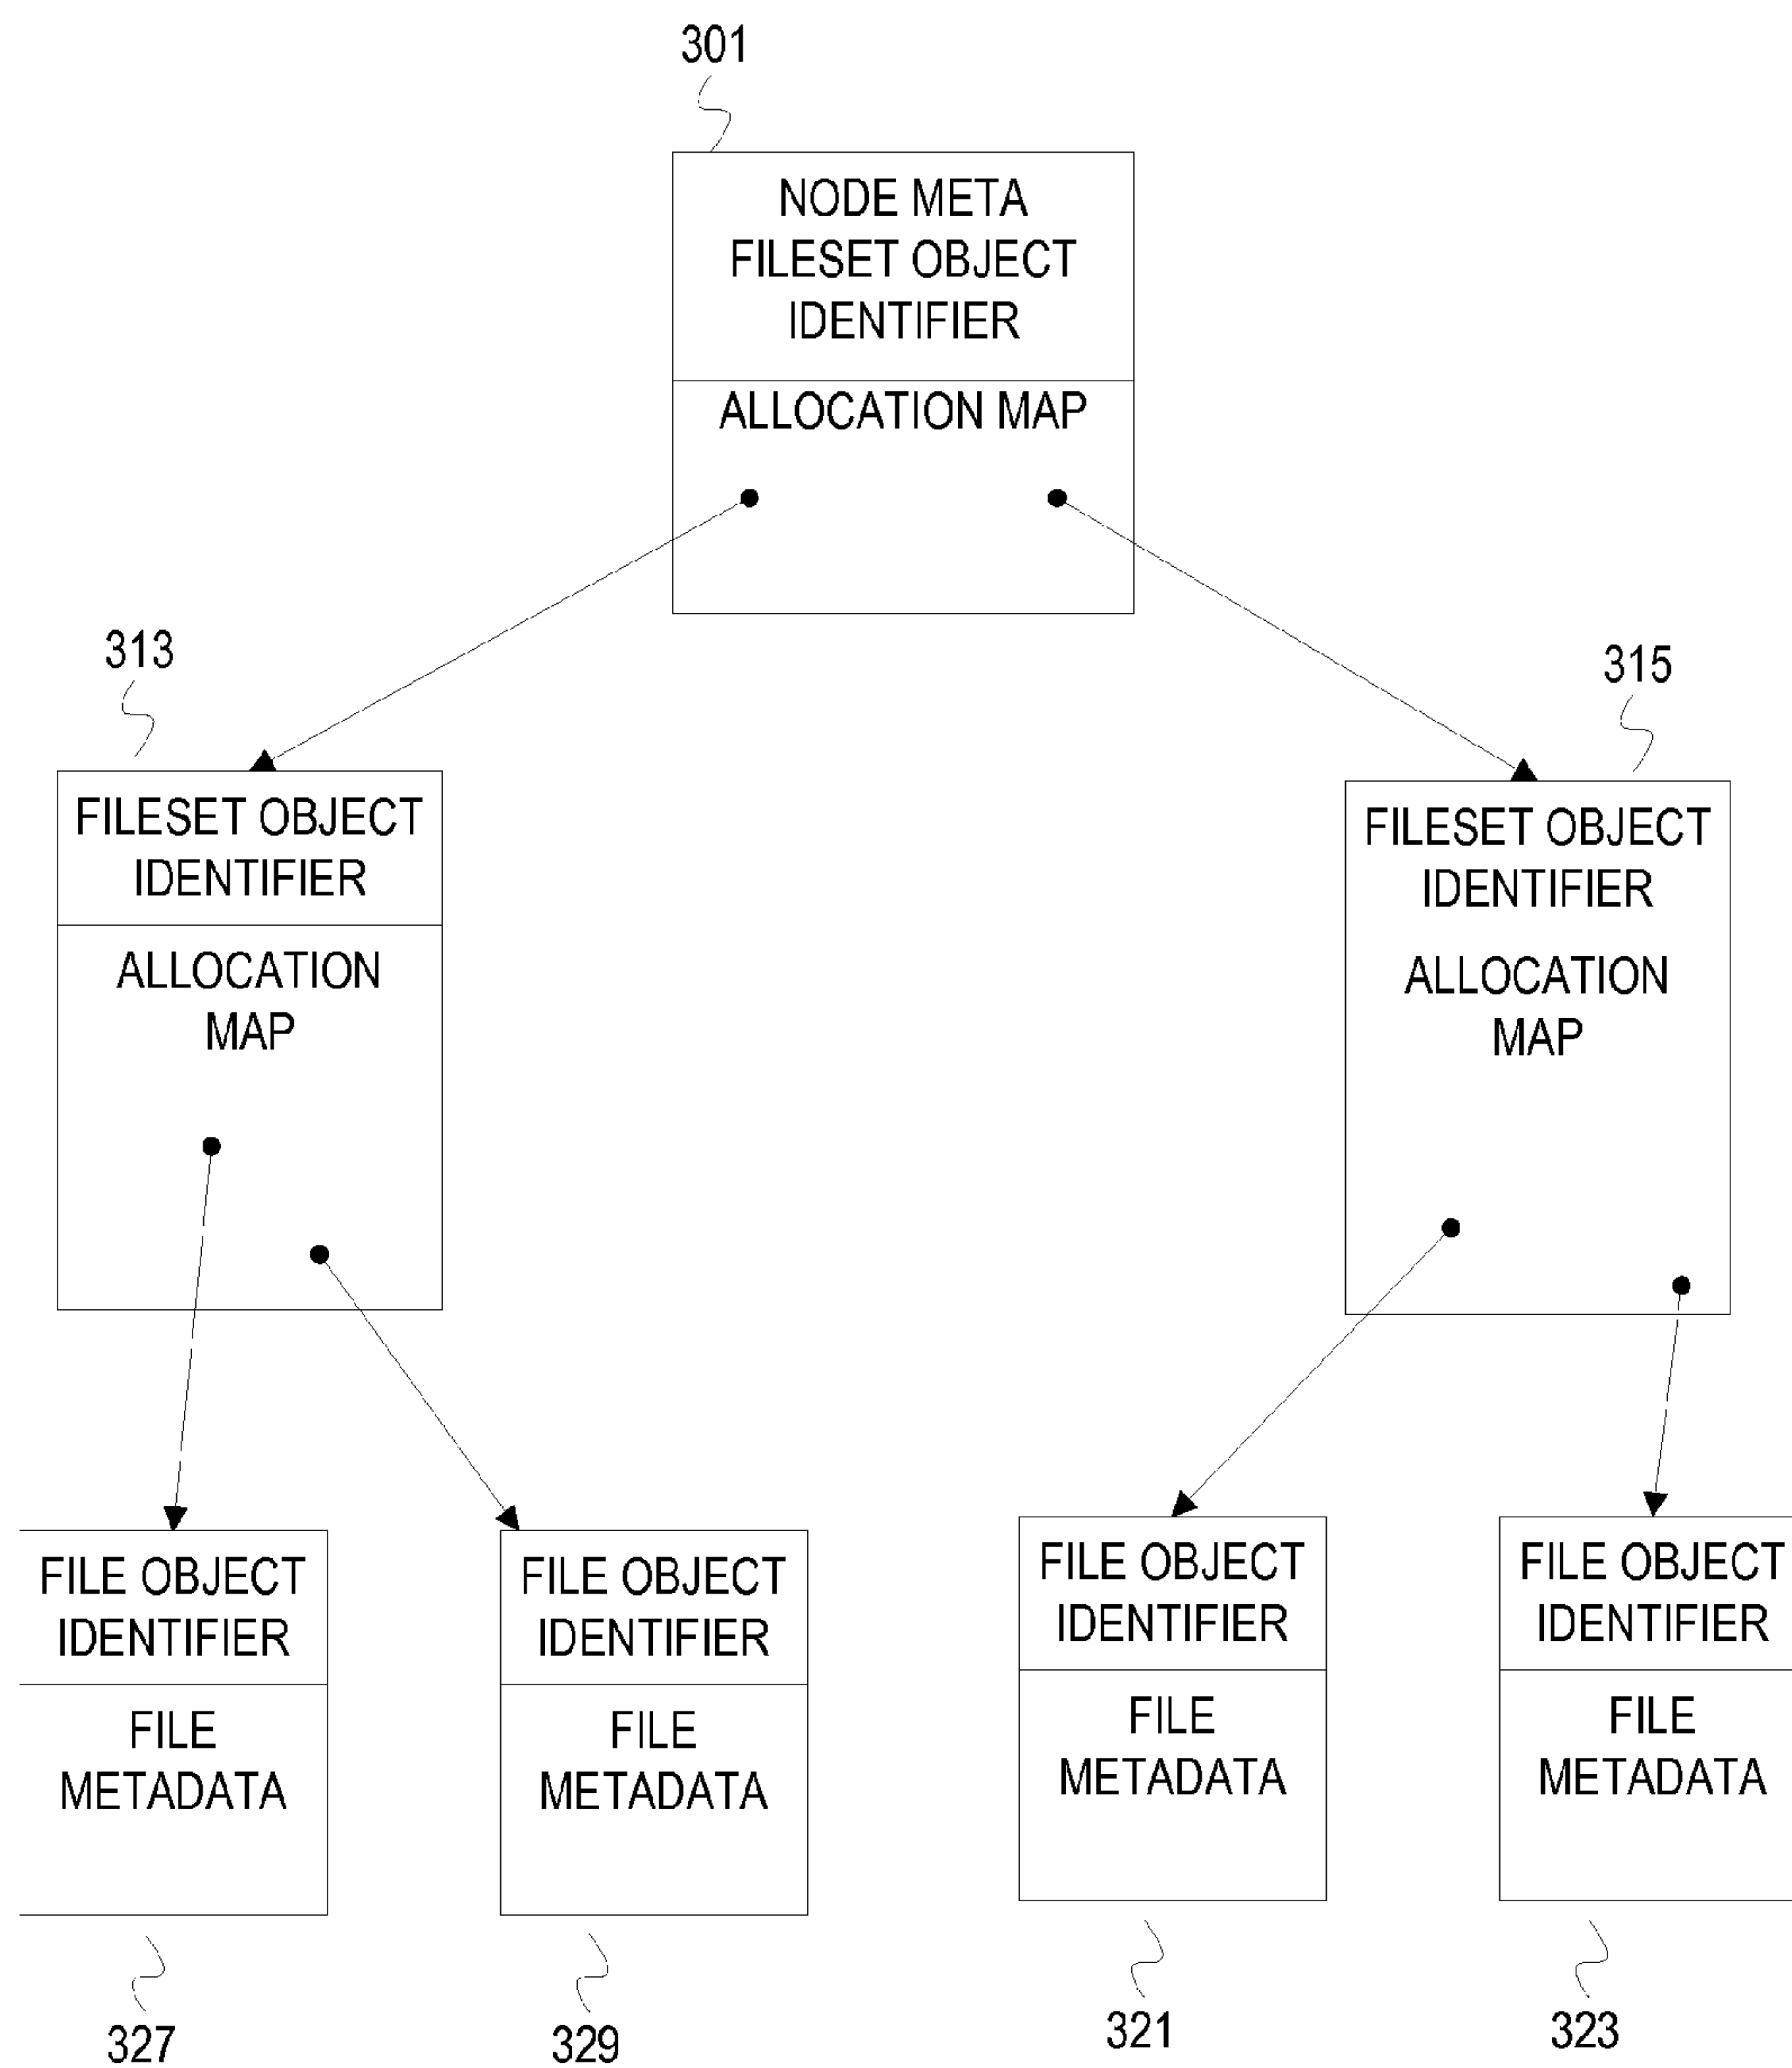 301
NODE META
FILESET OBJECT
IDENTIFIER
ALLOCATION MAP
313
315
FILESET OBJECT
IDENTIFIER
ALLOCATION
MAP
FILESET OBJECT
IDENTIFIER
ALLOCATION
MAP
FILE OBJECT
IDENTIFIER
FILE
METADATA
FILE OBJECT
IDENTIFIER
FILE
METADATA
FILE OBJECT
IDENTIFIER
FILE
METADATA
FILE OBJECT
IDENTIFIER
FILE
METADATA
327
329
321
323